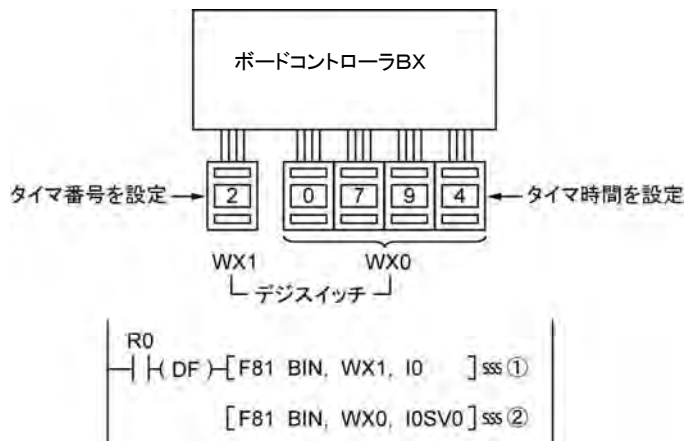 ボードコントローラBX
タイマ番号を設定
2
0 7 9 4
タイマ時間を設定
WX1
WX0
デジスイッチ
R0
( DF ) [ F81 BIN, WX1, I0 ] sss ①
[ F81 BIN, WX0, I0SV0 ] sss ②